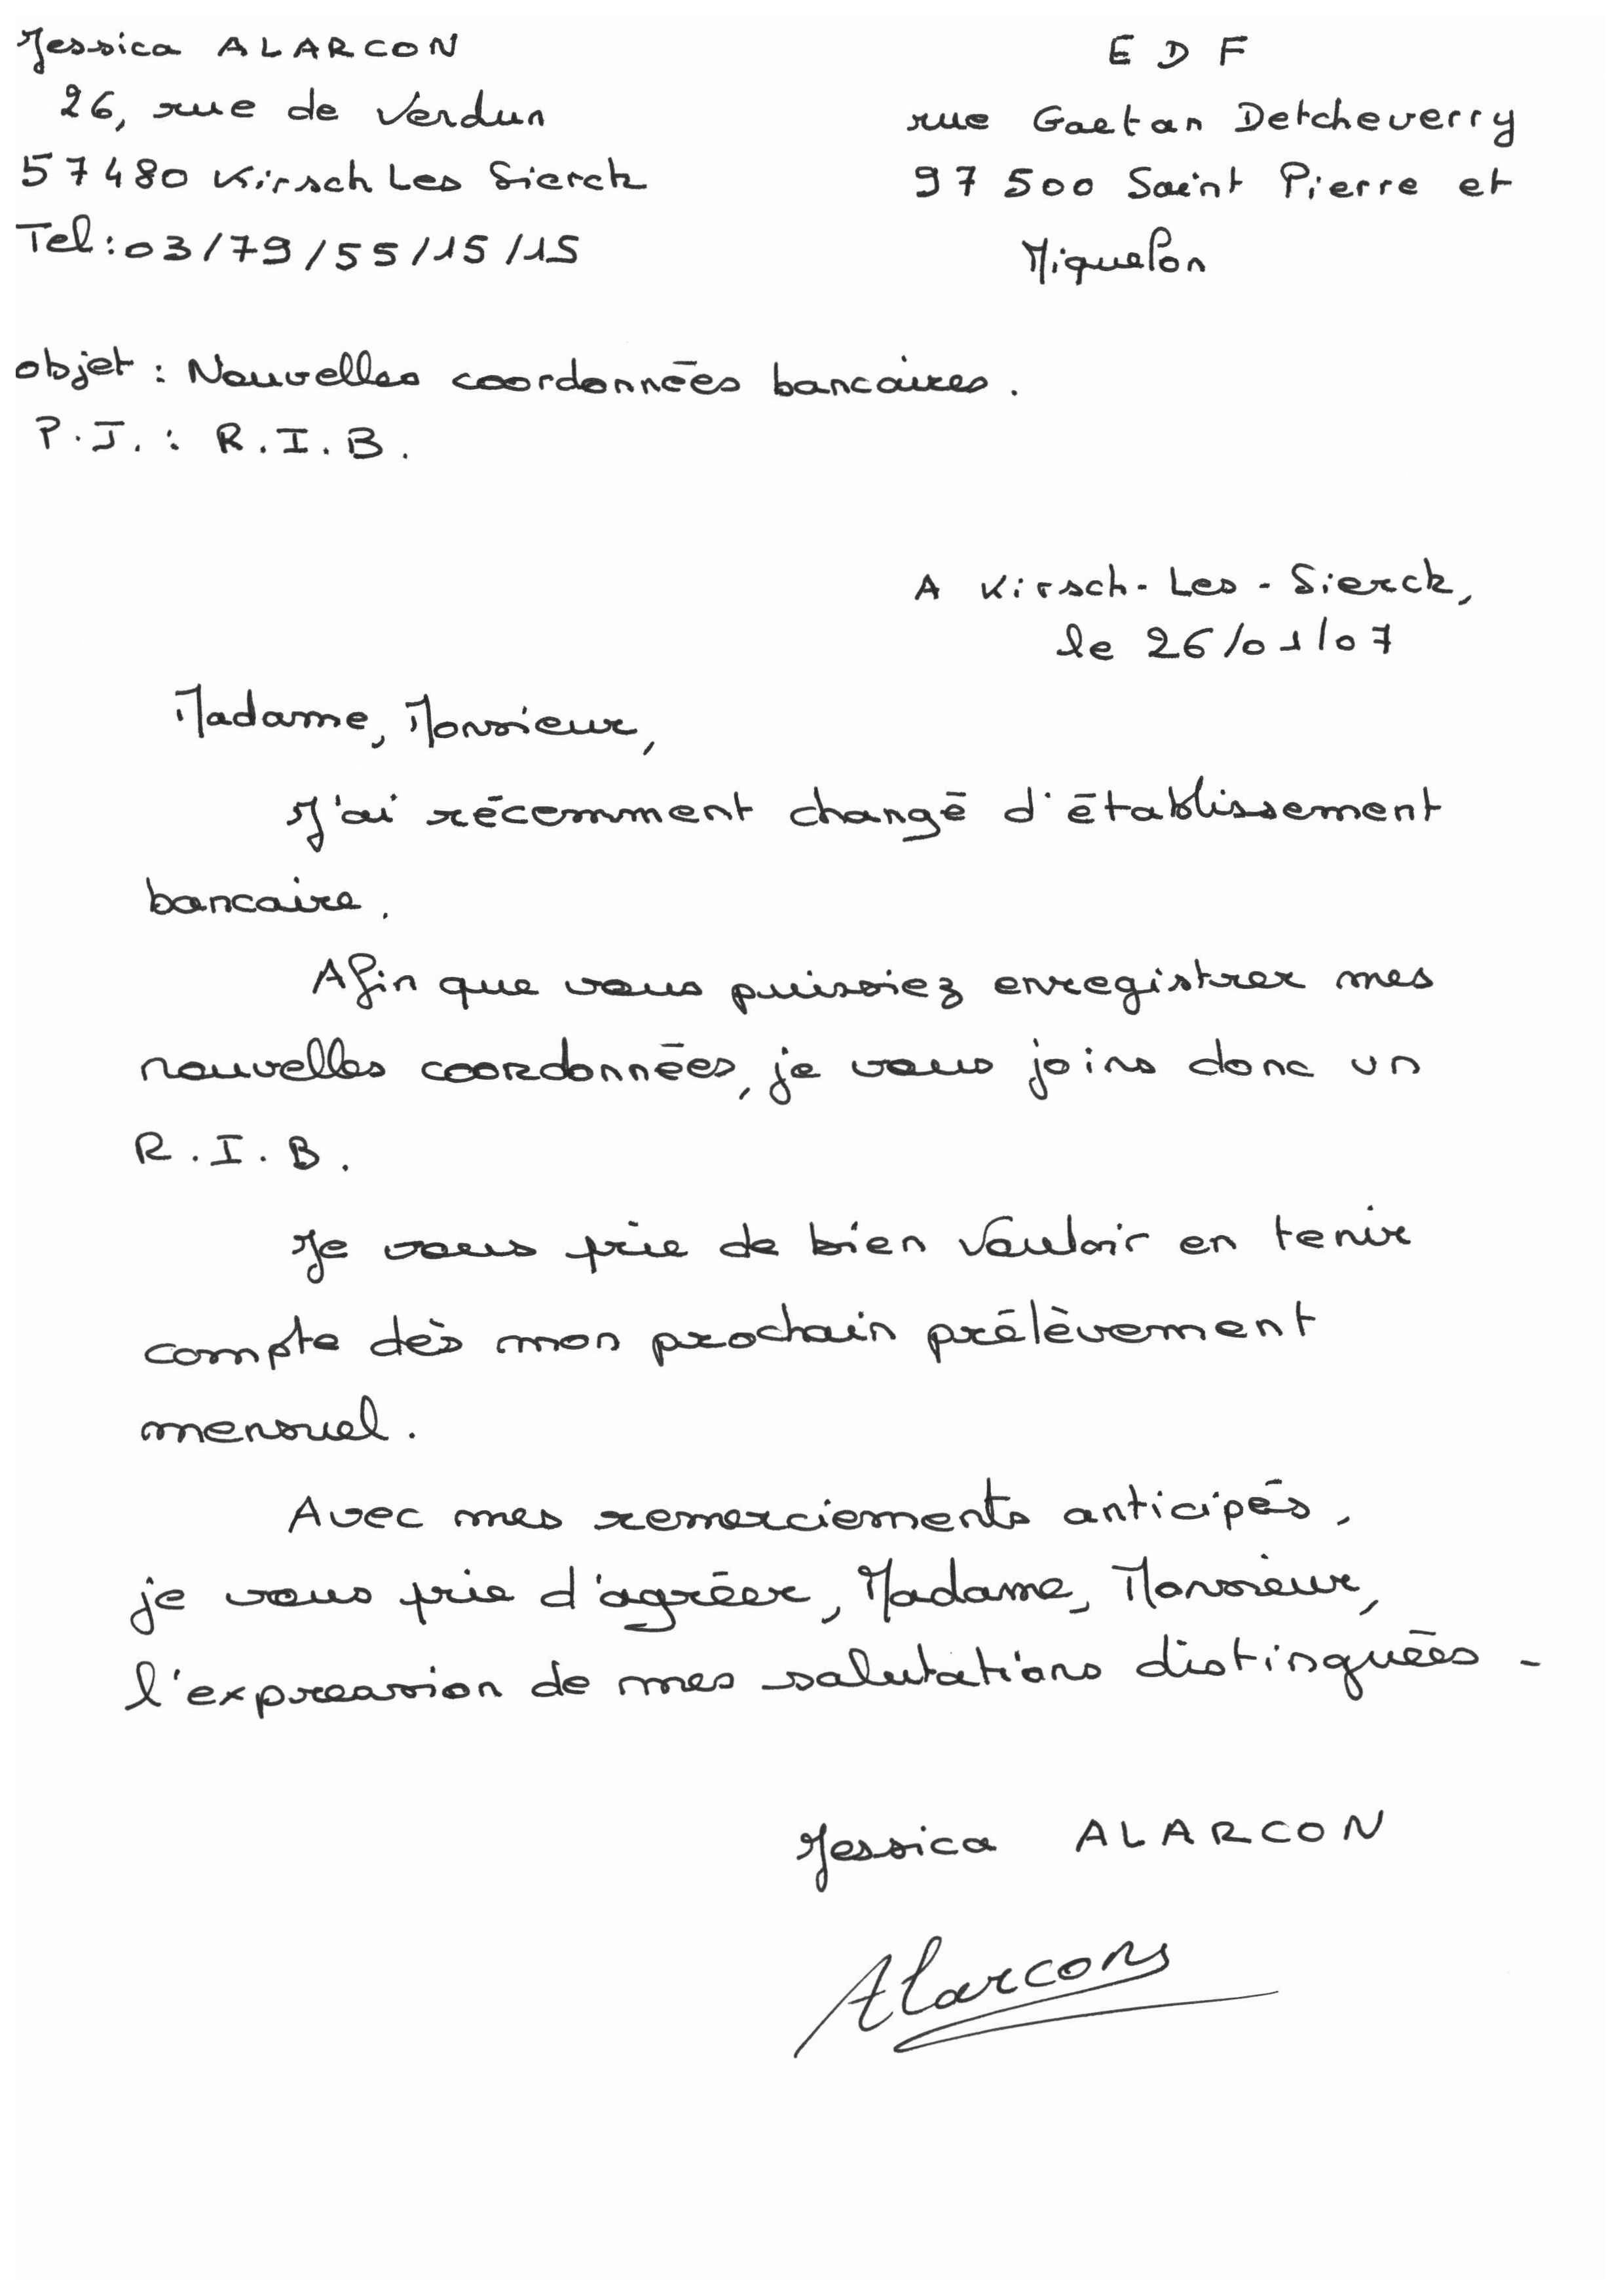 Jessica ALARCON
26, rue de Verdun
57480 Kirsch Les Sierck
Tel : 03/79/55/15/15
E D F
rue Gaetan Detcheverry
97 500 Saint Pierre et
Miquelon
objet : Nouvelles coordonnées bancaires.
P.J. : R.I.B.
A Kirsch-Les-Sierck,
le 26/01/07
Madame, Monsieur,
J'ai récemment changé d'établissement
bancaire.
Afin que vous puissiez enregistrer mes
nouvelles coordonnées, je vous joins donc un
R.I.B.
Je vous prie de bien vouloir en tenir
compte dès mon prochain prélèvement
mensuel.
Avec mes remerciements anticipés,
je vous prie d'agréer, Madame, Monsieur,
l'expression de mes salutations distinguées.
Jessica ALARCON
Alarcons